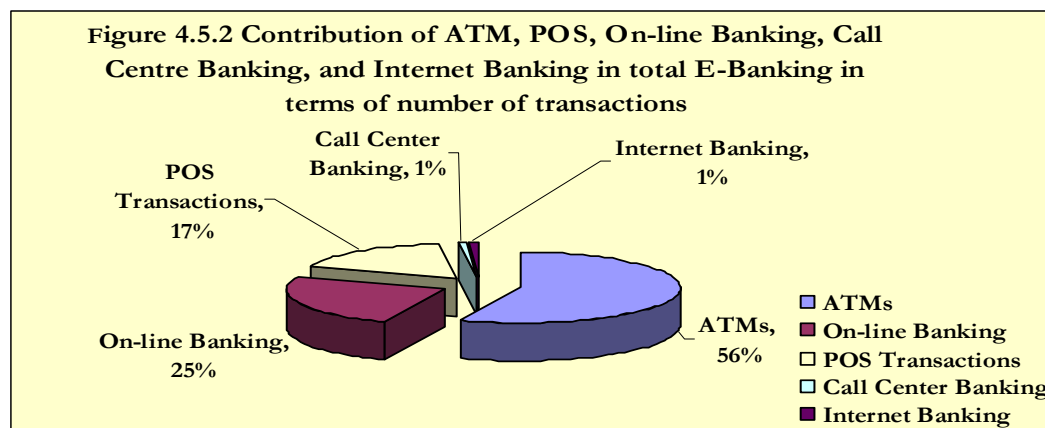 Figure 4.5.2 Contribution of ATM, POS, On-line Banking, Call
Centre Banking, and Internet Banking in total E-Banking in
terms of number of transactions
Call Center
Banking, 1%
Internet Banking,
1%
POS
Transactions,
17%
On-line Banking,
25%
ATMs,
56%
ATMs
On-line Banking
POS Transactions
Call Center Banking
Internet Banking